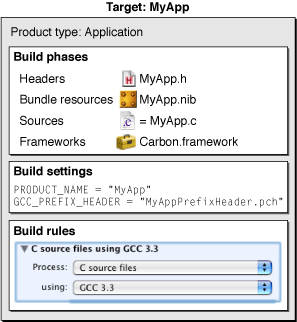 Target: MyApp
Product type: Application
Build phases
Headers MyApp.h
Bundle resources MyApp.nib
Sources = MyApp.c
Frameworks Carbon.framework
Build settings
PRODUCT_NAME = "MyApp"
GCC_PREFIX_HEADER = "MyAppPrefixHeader.pch"
Build rules
C source files using GCC 3.3
Process: C source files
using: GCC 3.3